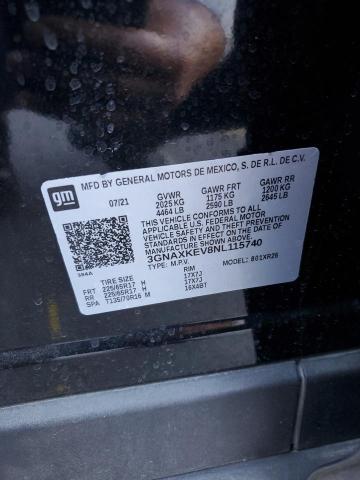 gm
MFD BY GENERAL MOTORS DE MEXICO, S. DE R.L. DE C.V.
07/21 GVWR GAWR FRT GAWR RR
2025 KG 1175 KG 1200 KG
4464 LB 2590 LB 2645 LB
THIS VEHICLE CONFORMS TO ALL
APPLICABLE U.S. FEDERAL MOTOR
VEHICLE SAFETY, BUMPER, AND
THEFT PREVENTION STANDARDS
IN EFFECT ON THE DATE OF
MANUFACTURE SHOWN ABOVE.
3GNAXKEV8NL115740
TYPE: M.P.V. MODEL: 801XR26
TIRE SIZE RIM
FRT 225/65R17 H 17X7J
RR 225/65R17 H 17X7J
SPA T135/70R16 M 16X4BT